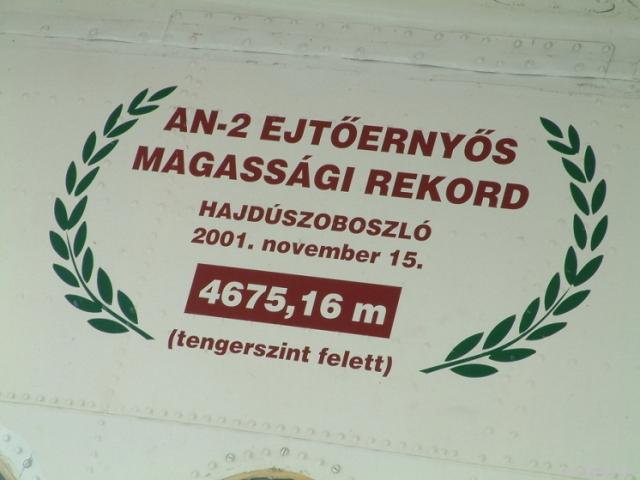 AN-2 EJTŐERNYŐS
MAGASSÁGI REKORD
HAJDÚSZOBOSZLÓ
2001. november 15.
4675,16 m
(tengerszint felett)